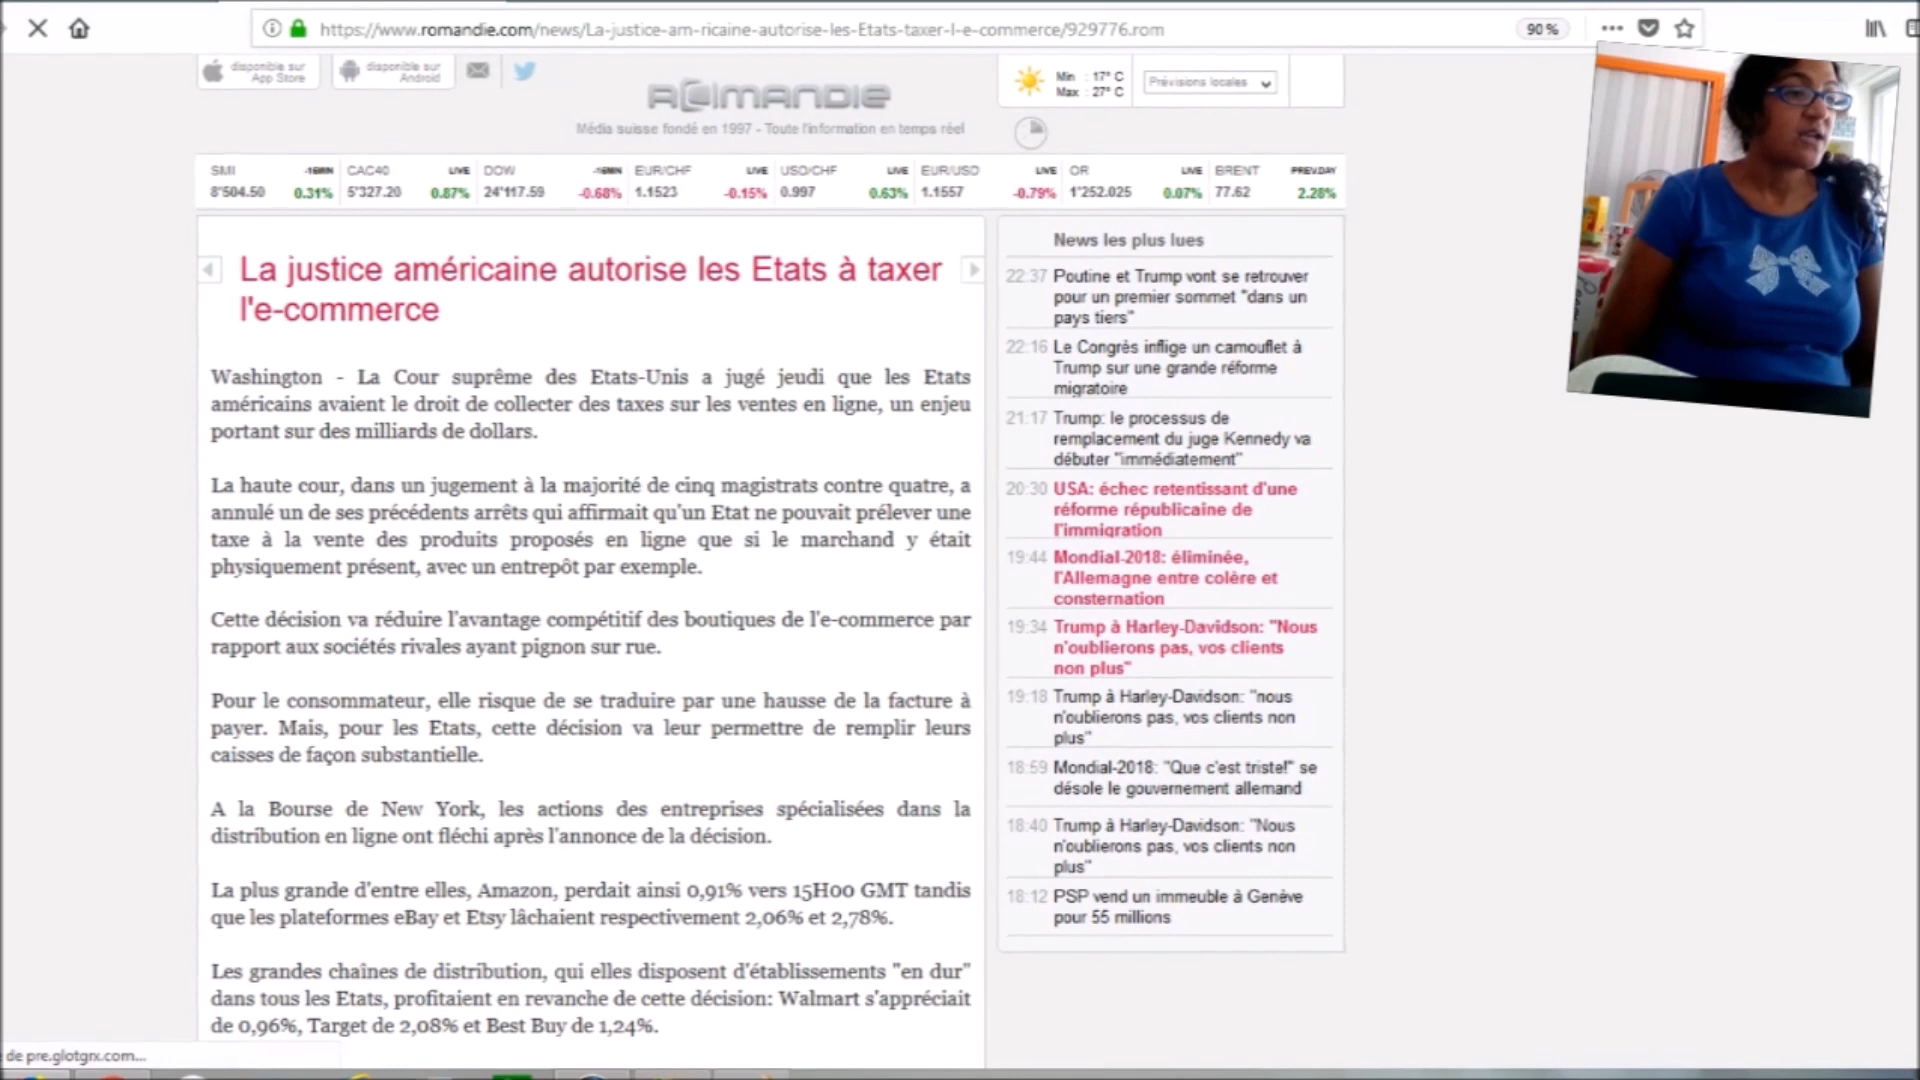 https://www.romandie.com/news/La-justice-am-ricaine-autorise-les-Etats-taxer-l-e-commerce/929776.rom
90 %
disponible sur
App Store
disponible sur
Android
ROMANDIE
Média suisse fondé en 1997 - Toute l'information en temps réel
Min : 17° C
Max : 27° C
Prévisions locales
SMI -15MIN CAC40 LIVE DOW -15MIN EUR/CHF LIVE USD/CHF LIVE EUR/USD LIVE OR LIVE BRENT PREV.DAY
8'504.50 0.31% 5'327.20 0.87% 24'117.59 -0.68% 1.1523 -0.15% 0.997 0.63% 1.1557 -0.79% 1'252.025 0.07% 77.62 2.28%
La justice américaine autorise les Etats à taxer
l'e-commerce
Washington - La Cour suprême des Etats-Unis a jugé jeudi que les Etats
américains avaient le droit de collecter des taxes sur les ventes en ligne, un enjeu
portant sur des milliards de dollars.
La haute cour, dans un jugement à la majorité de cinq magistrats contre quatre, a
annulé un de ses précédents arrêts qui affirmait qu'un Etat ne pouvait prélever une
taxe à la vente des produits proposés en ligne que si le marchand y était
physiquement présent, avec un entrepôt par exemple.
Cette décision va réduire l'avantage compétitif des boutiques de l'e-commerce par
rapport aux sociétés rivales ayant pignon sur rue.
Pour le consommateur, elle risque de se traduire par une hausse de la facture à
payer. Mais, pour les Etats, cette décision va leur permettre de remplir leurs
caisses de façon substantielle.
A la Bourse de New York, les actions des entreprises spécialisées dans la
distribution en ligne ont fléchi après l'annonce de la décision.
La plus grande d'entre elles, Amazon, perdait ainsi 0,91% vers 15H00 GMT tandis
que les plateformes eBay et Etsy lâchaient respectivement 2,06% et 2,78%.
Les grandes chaînes de distribution, qui elles disposent d'établissements "en dur"
dans tous les Etats, profitaient en revanche de cette décision: Walmart s'appréciait
de 0,96%, Target de 2,08% et Best Buy de 1,24%.
News les plus lues
22:37 Poutine et Trump vont se retrouver
pour un premier sommet "dans un
pays tiers"
22:16 Le Congrès inflige un camouflet à
Trump sur une grande réforme
migratoire
21:17 Trump: le processus de
remplacement du juge Kennedy va
débuter "immédiatement"
20:30 USA: échec retentissant d'une
réforme républicaine de
l'immigration
19:44 Mondial-2018: éliminée,
l'Allemagne entre colère et
consternation
19:34 Trump à Harley-Davidson: "Nous
n'oublierons pas, vos clients
non plus"
19:18 Trump à Harley-Davidson: "nous
n'oublierons pas, vos clients non
plus"
18:59 Mondial-2018: "Que c'est triste!" se
désole le gouvernement allemand
18:40 Trump à Harley-Davidson: "Nous
n'oublierons pas, vos clients non
plus"
18:12 PSP vend un immeuble à Genève
pour 55 millions
de pre.glotgrx.com...